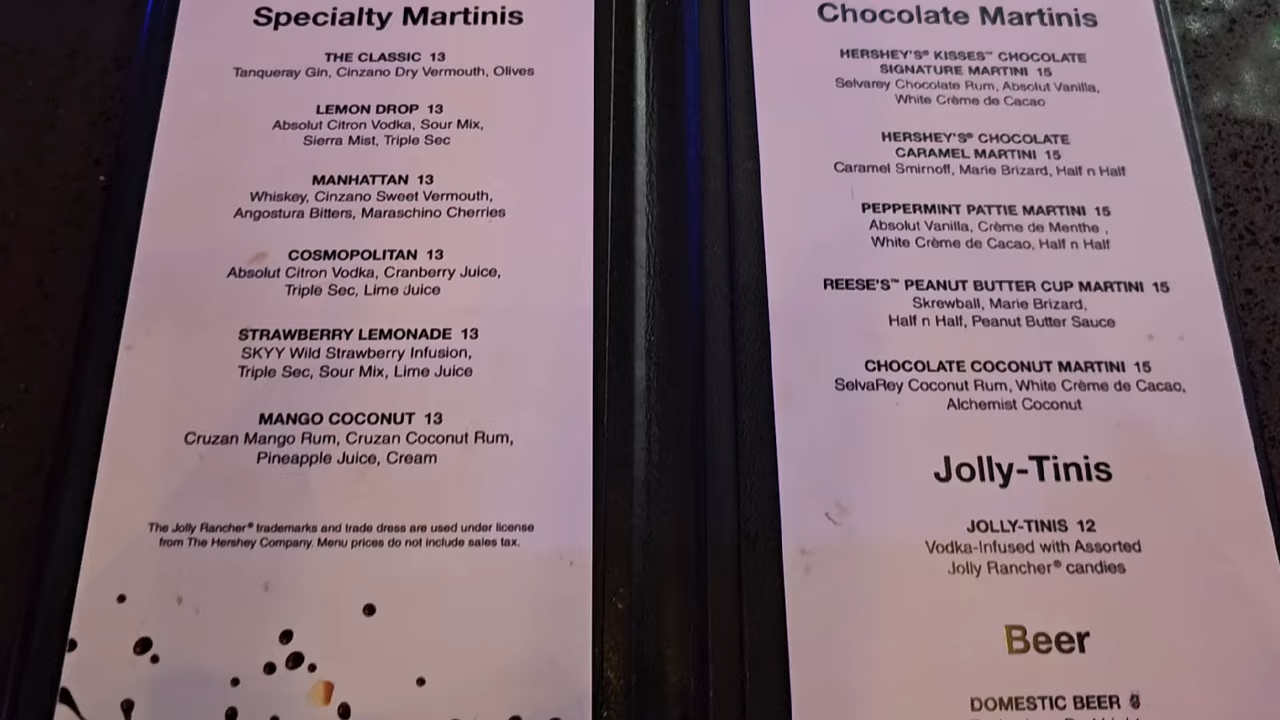 Specialty Martinis
THE CLASSIC 13
Tanqueray Gin, Cinzano Dry Vermouth, Olives
LEMON DROP 13
Absolut Citron Vodka, Sour Mix,
Sierra Mist, Triple Sec
MANHATTAN 13
Whiskey, Cinzano Sweet Vermouth,
Angostura Bitters, Maraschino Cherries
COSMOPOLITAN 13
Absolut Citron Vodka, Cranberry Juice,
Triple Sec, Lime Juice
STRAWBERRY LEMONADE 13
SKYY Wild Strawberry Infusion,
Triple Sec, Sour Mix, Lime Juice
MANGO COCONUT 13
Cruzan Mango Rum, Cruzan Coconut Rum,
Pineapple Juice, Cream
The Jolly Rancher® trademarks and trade dress are used under license
from The Hershey Company. Menu prices do not include sales tax.
Chocolate Martinis
HERSHEY'S® KISSES™ CHOCOLATE
SIGNATURE MARTINI 15
Selvarey Chocolate Rum, Absolut Vanilla,
White Crème de Cacao
HERSHEY'S® CHOCOLATE
CARAMEL MARTINI 15
Caramel Smirnoff, Marie Brizard, Half n Half
PEPPERMINT PATTIE MARTINI 15
Absolut Vanilla, Crème de Menthe ,
White Crème de Cacao, Half n Half
REESE'S™ PEANUT BUTTER CUP MARTINI 15
Skrewball, Marie Brizard,
Half n Half, Peanut Butter Sauce
CHOCOLATE COCONUT MARTINI 15
SelvaRey Coconut Rum, White Crème de Cacao,
Alchemist Coconut
Jolly-Tinis
JOLLY-TINIS 12
Vodka-Infused with Assorted
Jolly Rancher® candies
Beer
DOMESTIC BEER